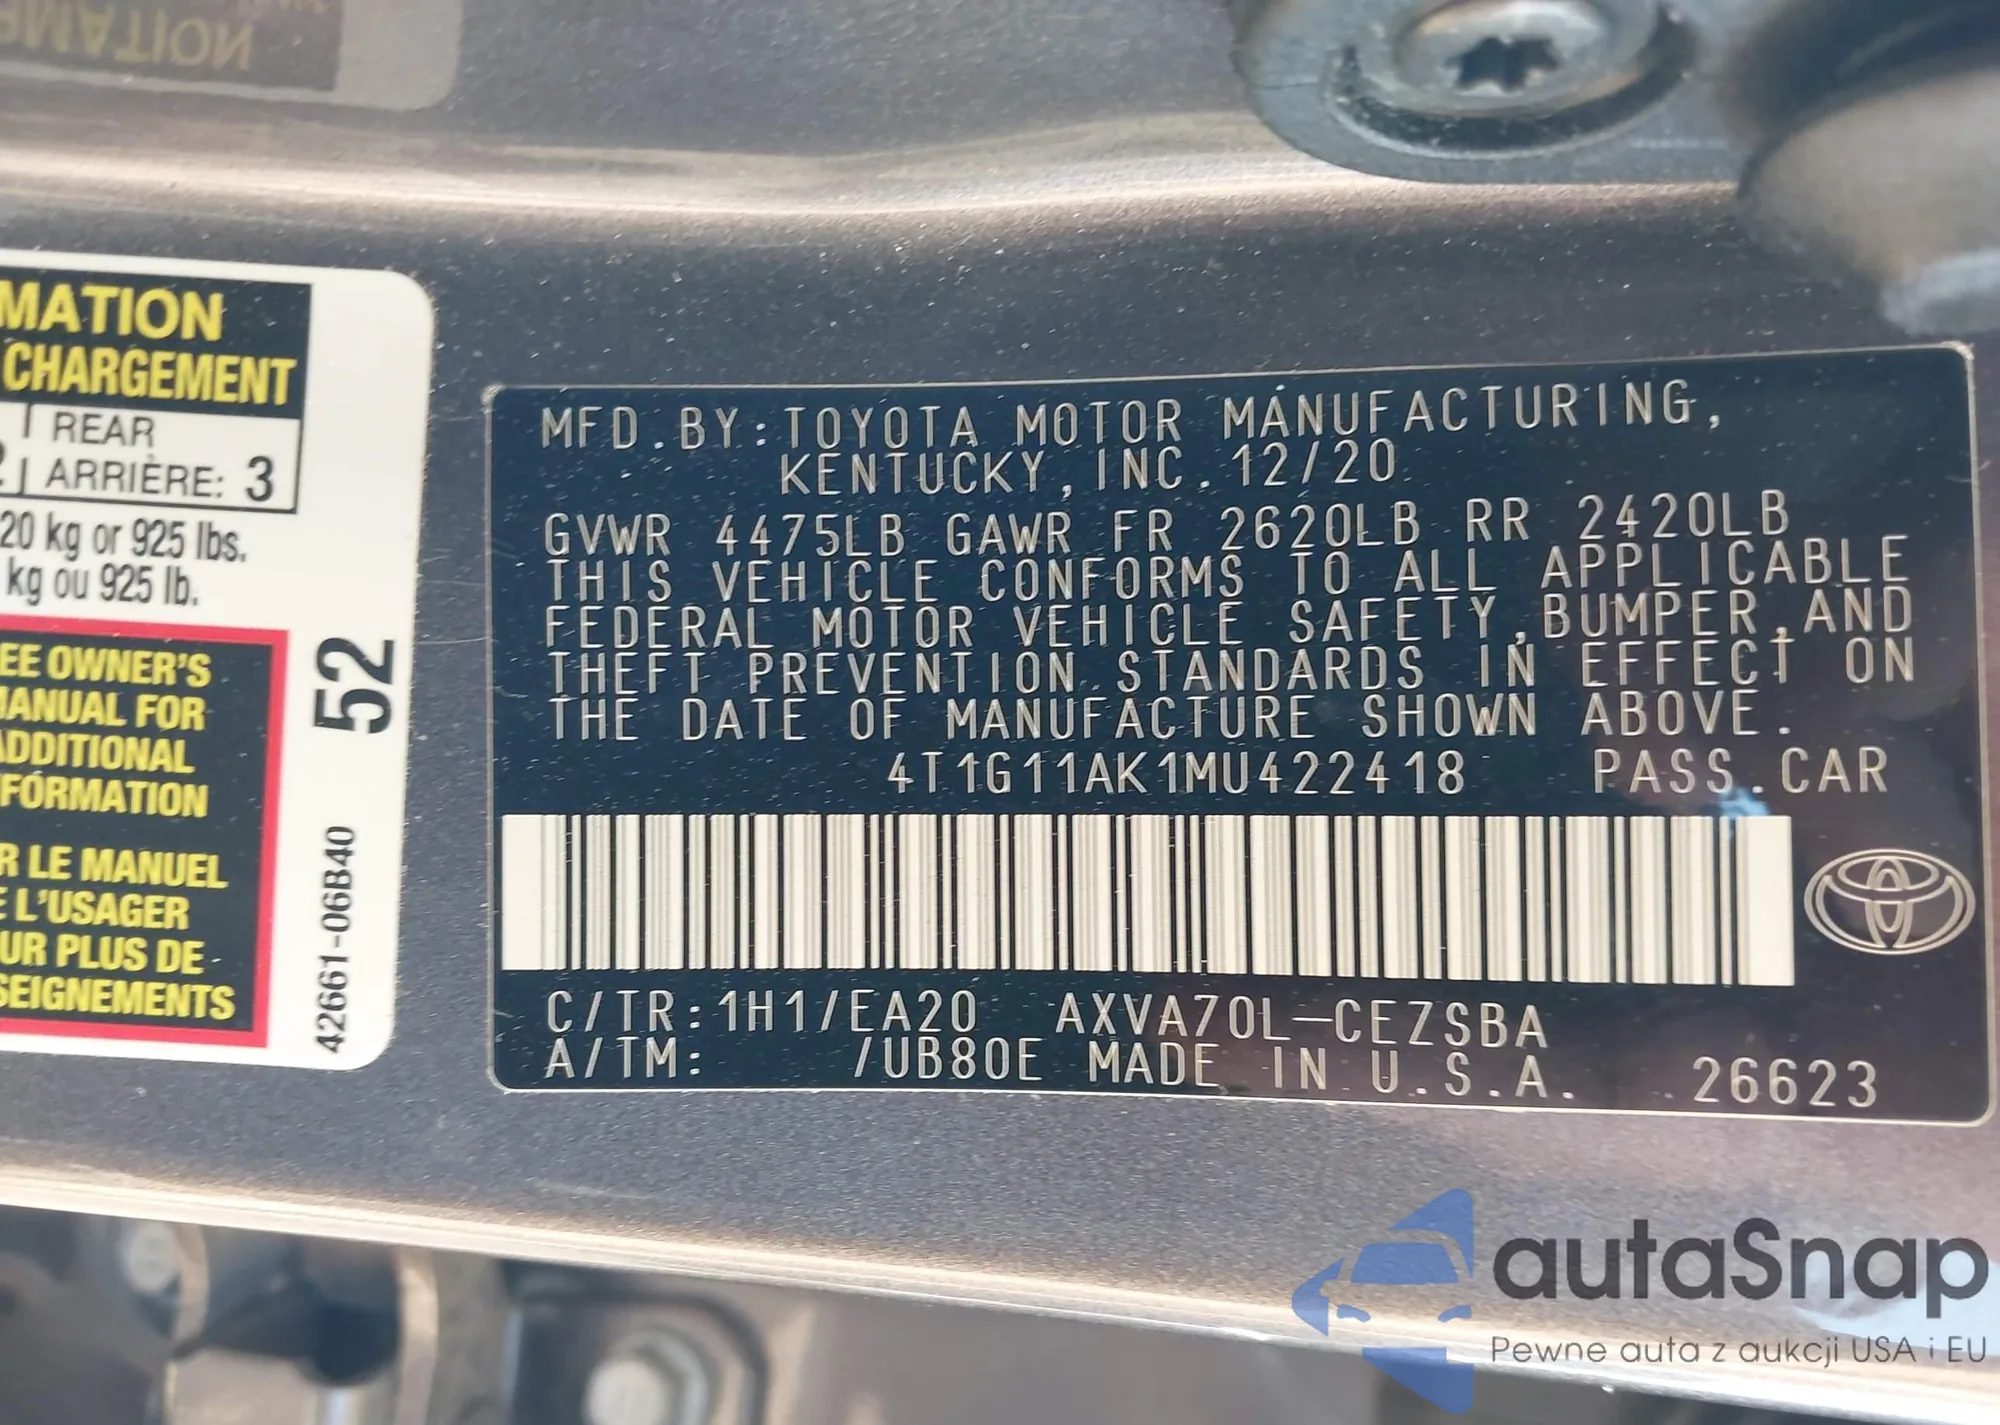 MATION
CHARGEMENT
REAR
ARRIÈRE: 3
20 kg or 925 lbs.
kg ou 925 lb.
EE OWNER'S
ANUAL FOR
ADDITIONAL
FORMATION
R LE MANUEL
E L'USAGER
UR PLUS DE
SEIGNEMENTS
52
42661-06B40
MFD.BY:TOYOTA MOTOR MANUFACTURING,
KENTUCKY, INC. 12/20
GVWR 4475LB GAWR FR 2620LB RR 2420LB
THIS VEHICLE CONFORMS TO ALL APPLICABLE
FEDERAL MOTOR VEHICLE SAFETY,BUMPER,AND
THEFT PREVENTION STANDARDS IN EFFECT ON
THE DATE OF MANUFACTURE SHOWN ABOVE.
4T1G11AK1MU422418 PASS.CAR
C/TR:1H1/EA20 AXVA70L-CEZSBA
A/TM: /UB80E MADE IN U.S.A. 26623
autaSnap
Pewne auta z aukcji USA i EU